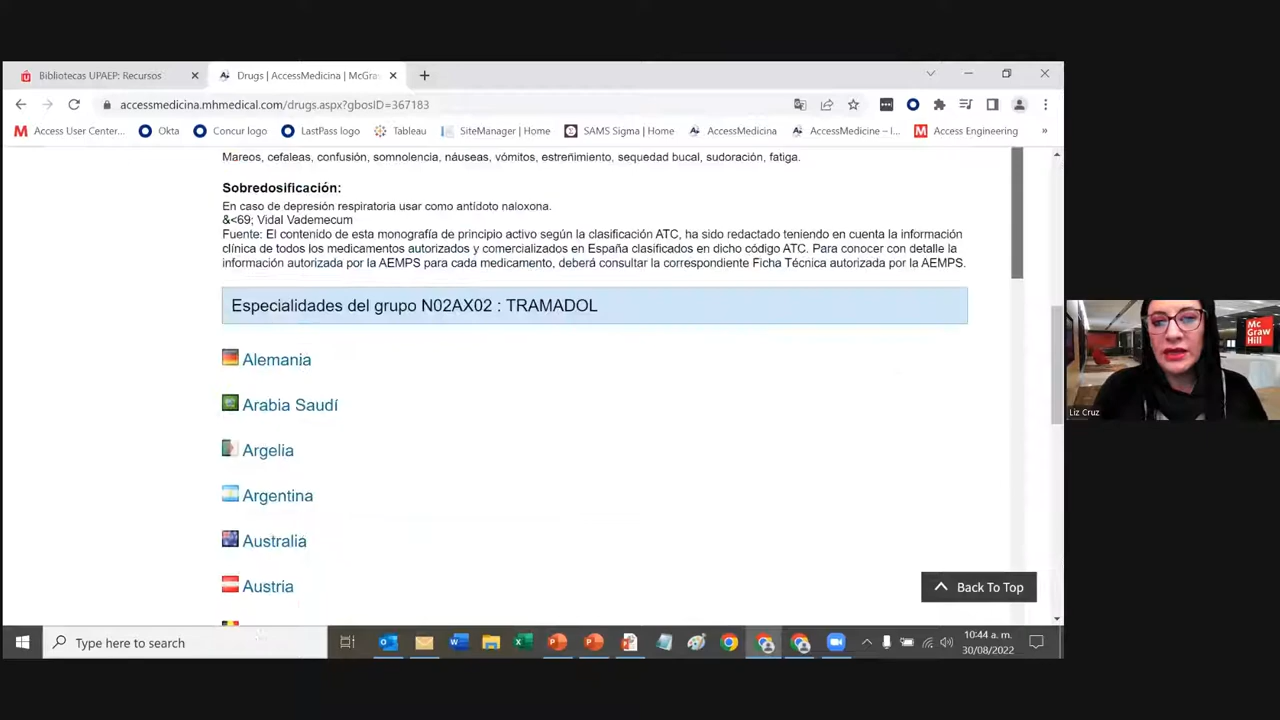 Bibliotecas UPAEP: Recursos
Drugs | AccessMedicina | McGraw
accessmedicina.mhmedical.com/drugs.aspx?gbosID=367183
Access User Center...
Okta
Concur logo
LastPass logo
Tableau
SiteManager | Home
SAMS Sigma | Home
AccessMedicina
AccessMedicine – I...
Access Engineering
»
Mareos, cefaleas, confusión, somnolencia, náuseas, vómitos, estreñimiento, sequedad bucal, sudoración, fatiga.
Sobredosificación:
En caso de depresión respiratoria usar como antídoto naloxona.
&<69; Vidal Vademecum
Fuente: El contenido de esta monografía de principio activo según la clasificación ATC, ha sido redactado teniendo en cuenta la información
clínica de todos los medicamentos autorizados y comercializados en España clasificados en dicho código ATC. Para conocer con detalle la
información autorizada por la AEMPS para cada medicamento, deberá consultar la correspondiente Ficha Técnica autorizada por la AEMPS.
Especialidades del grupo N02AX02 : TRAMADOL
Alemania
Arabia Saudí
Argelia
Argentina
Australia
Austria
Back To Top
Mc
Graw
Hill
Liz Cruz
Type here to search
10:44 a. m.
30/08/2022